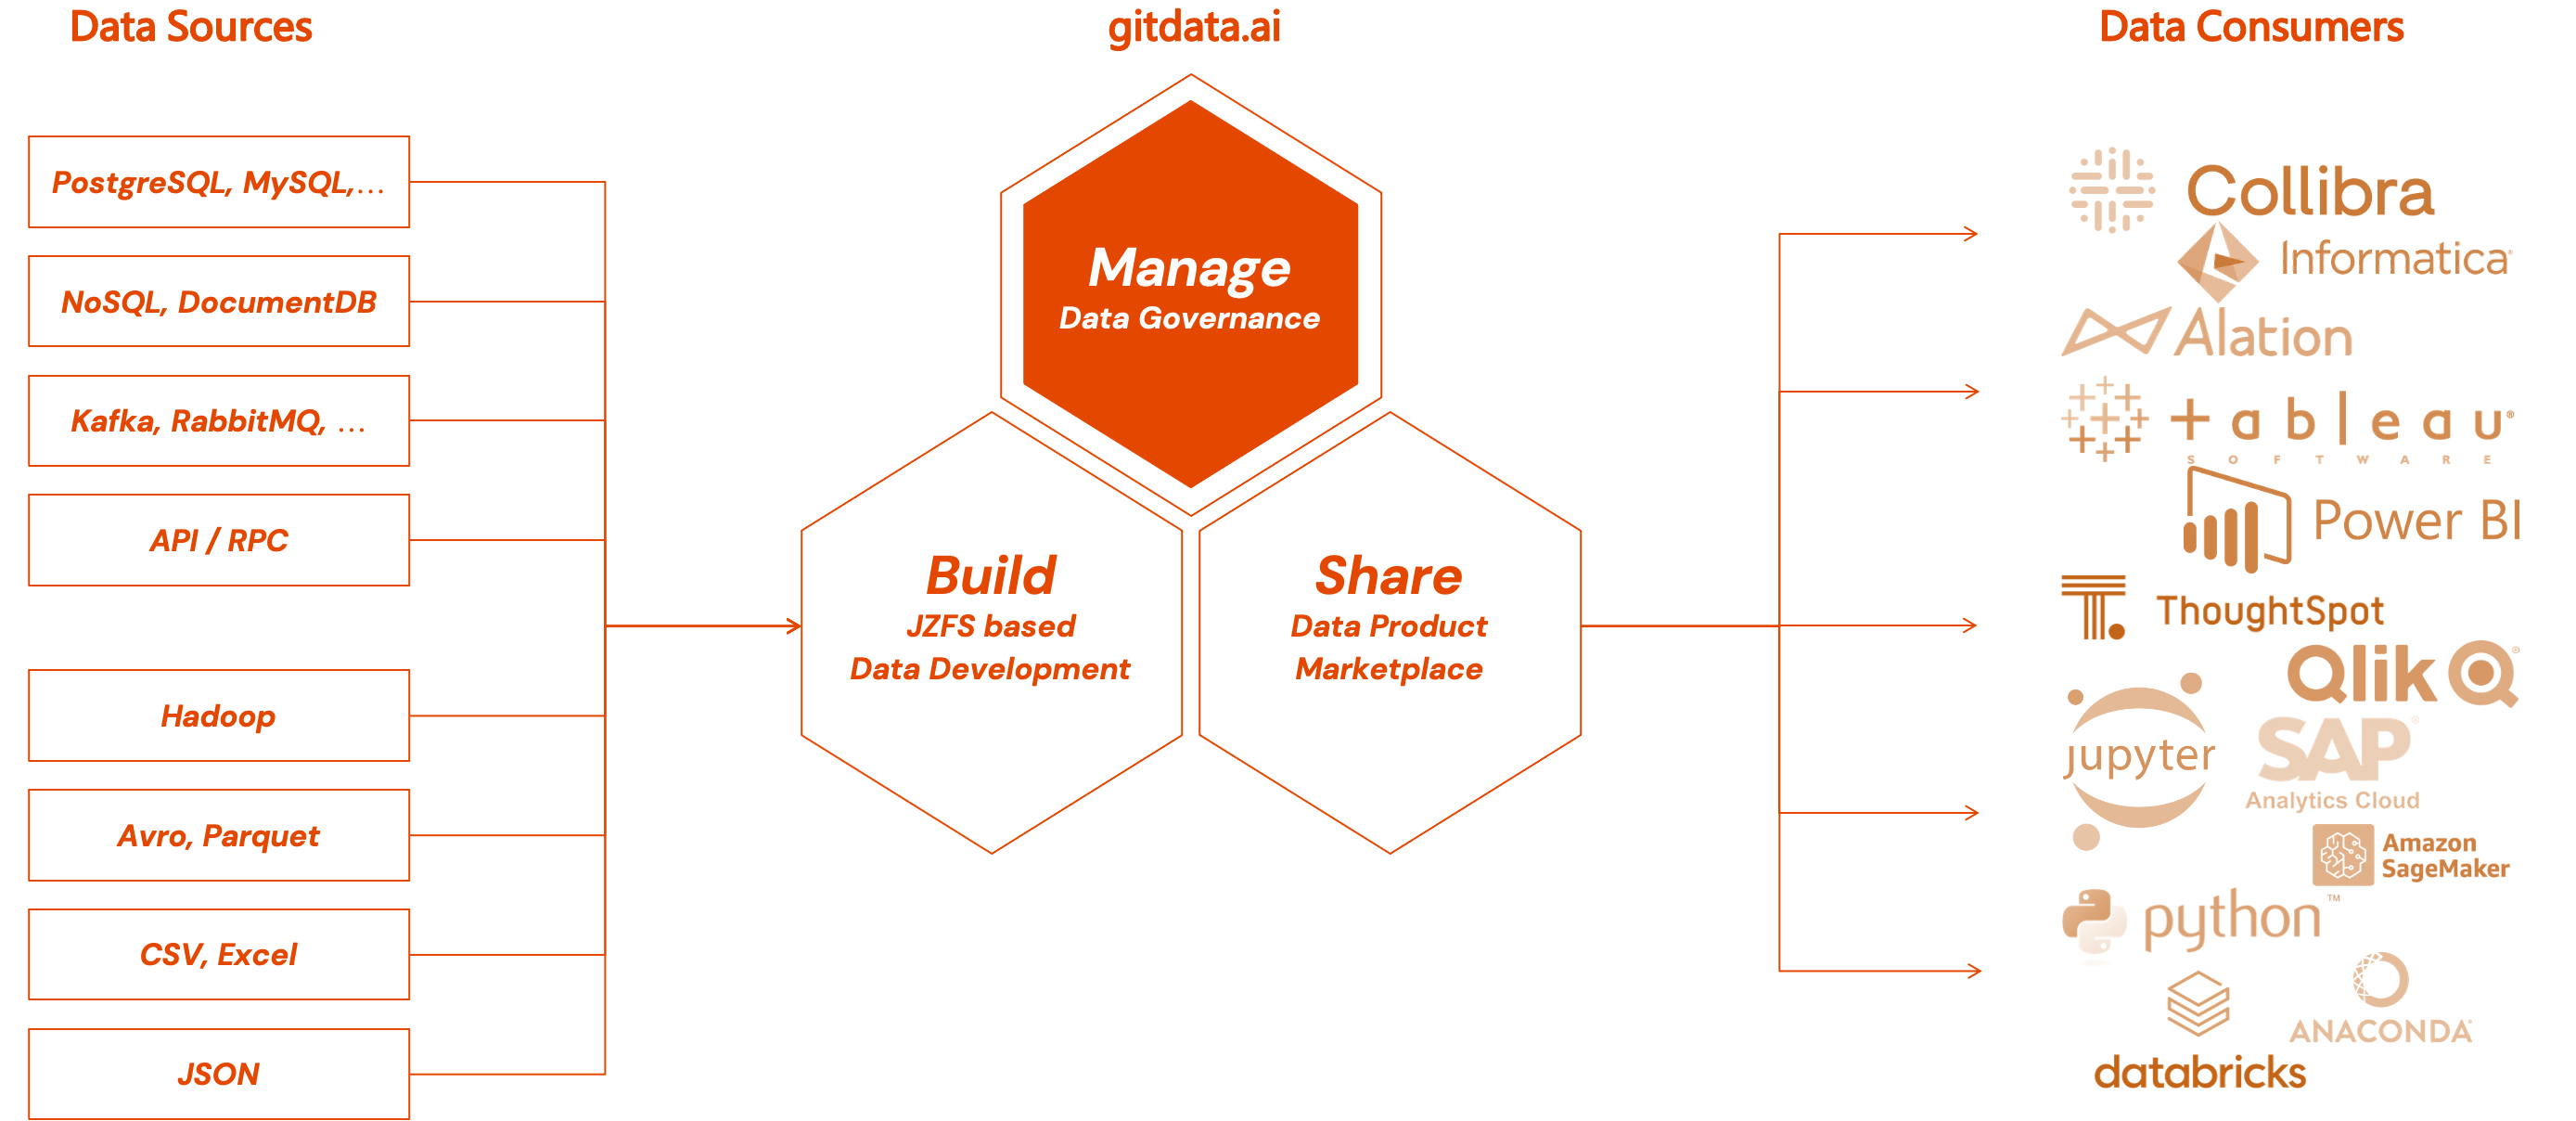 Data Sources
gitdata.ai
Data Consumers
PostgreSQL, MySQL,...
NoSQL, DocumentDB
Kafka, RabbitMQ, ...
API / RPC
Hadoop
Avro, Parquet
CSV, Excel
JSON
Manage
Data Governance
Build
JZFS based
Data Development
Share
Data Product
Marketplace
Collibra
Informatica®
Alation
+ableau®
SOFTWARE
Power BI
ThoughtSpot
Qlik Q®
jupyter
SAP®
Analytics Cloud
Amazon
SageMaker
python™
ANACONDA®
databricks